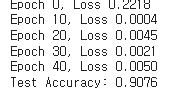 Epoch 0, Loss 0.2218
Epoch 10, Loss 0.0004
Epoch 20, Loss 0.0045
Epoch 30, Loss 0.0021
Epoch 40, Loss 0.0050
Test Accuracy: 0.9076